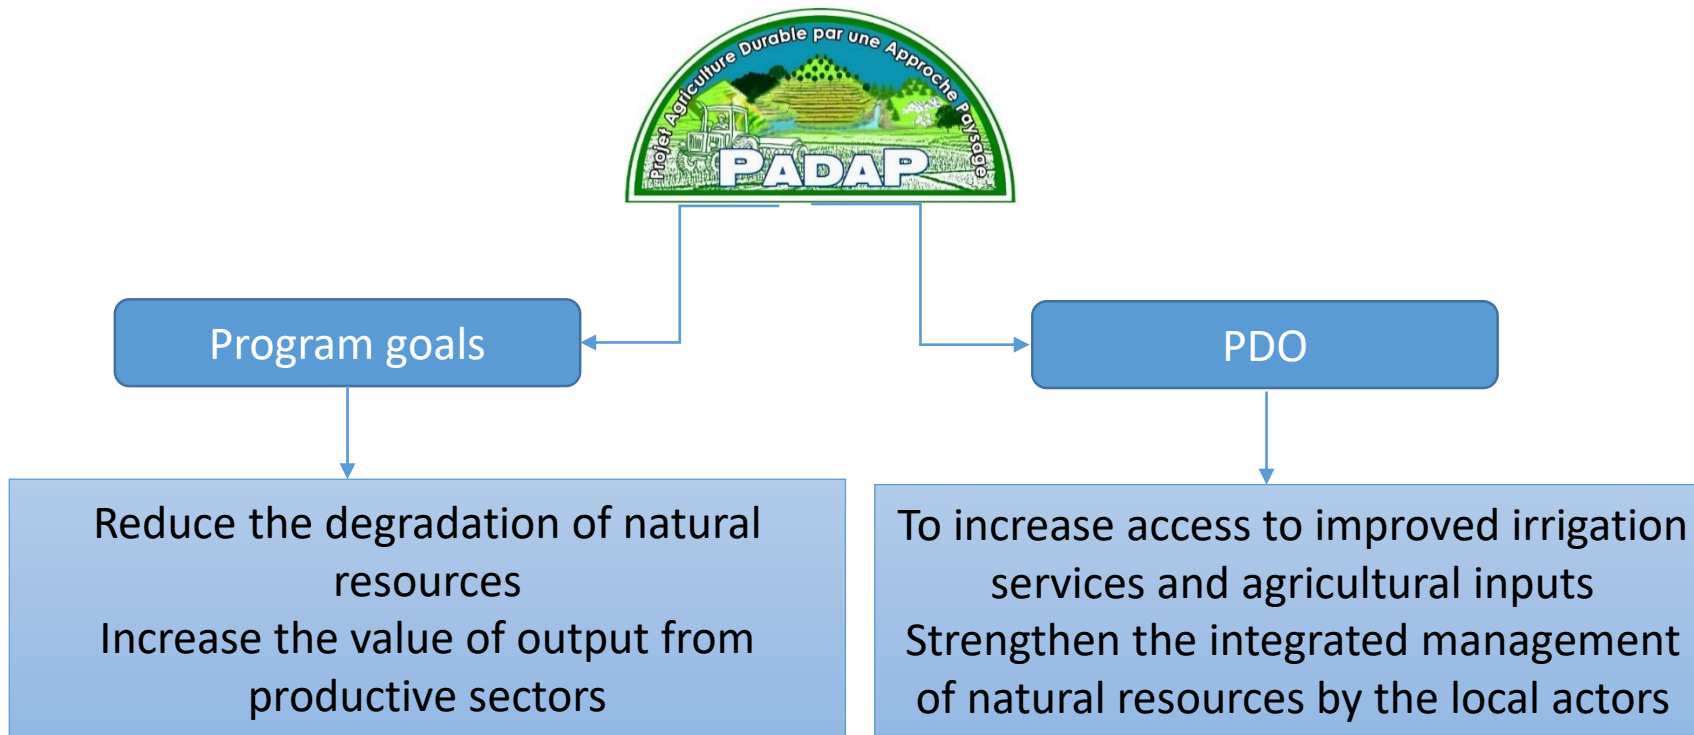 Projet Agriculture Durable par une Approche Paysage
PADAP
Program goals
PDO
Reduce the degradation of natural
resources
Increase the value of output from
productive sectors
To increase access to improved irrigation
services and agricultural inputs
Strengthen the integrated management
of natural resources by the local actors